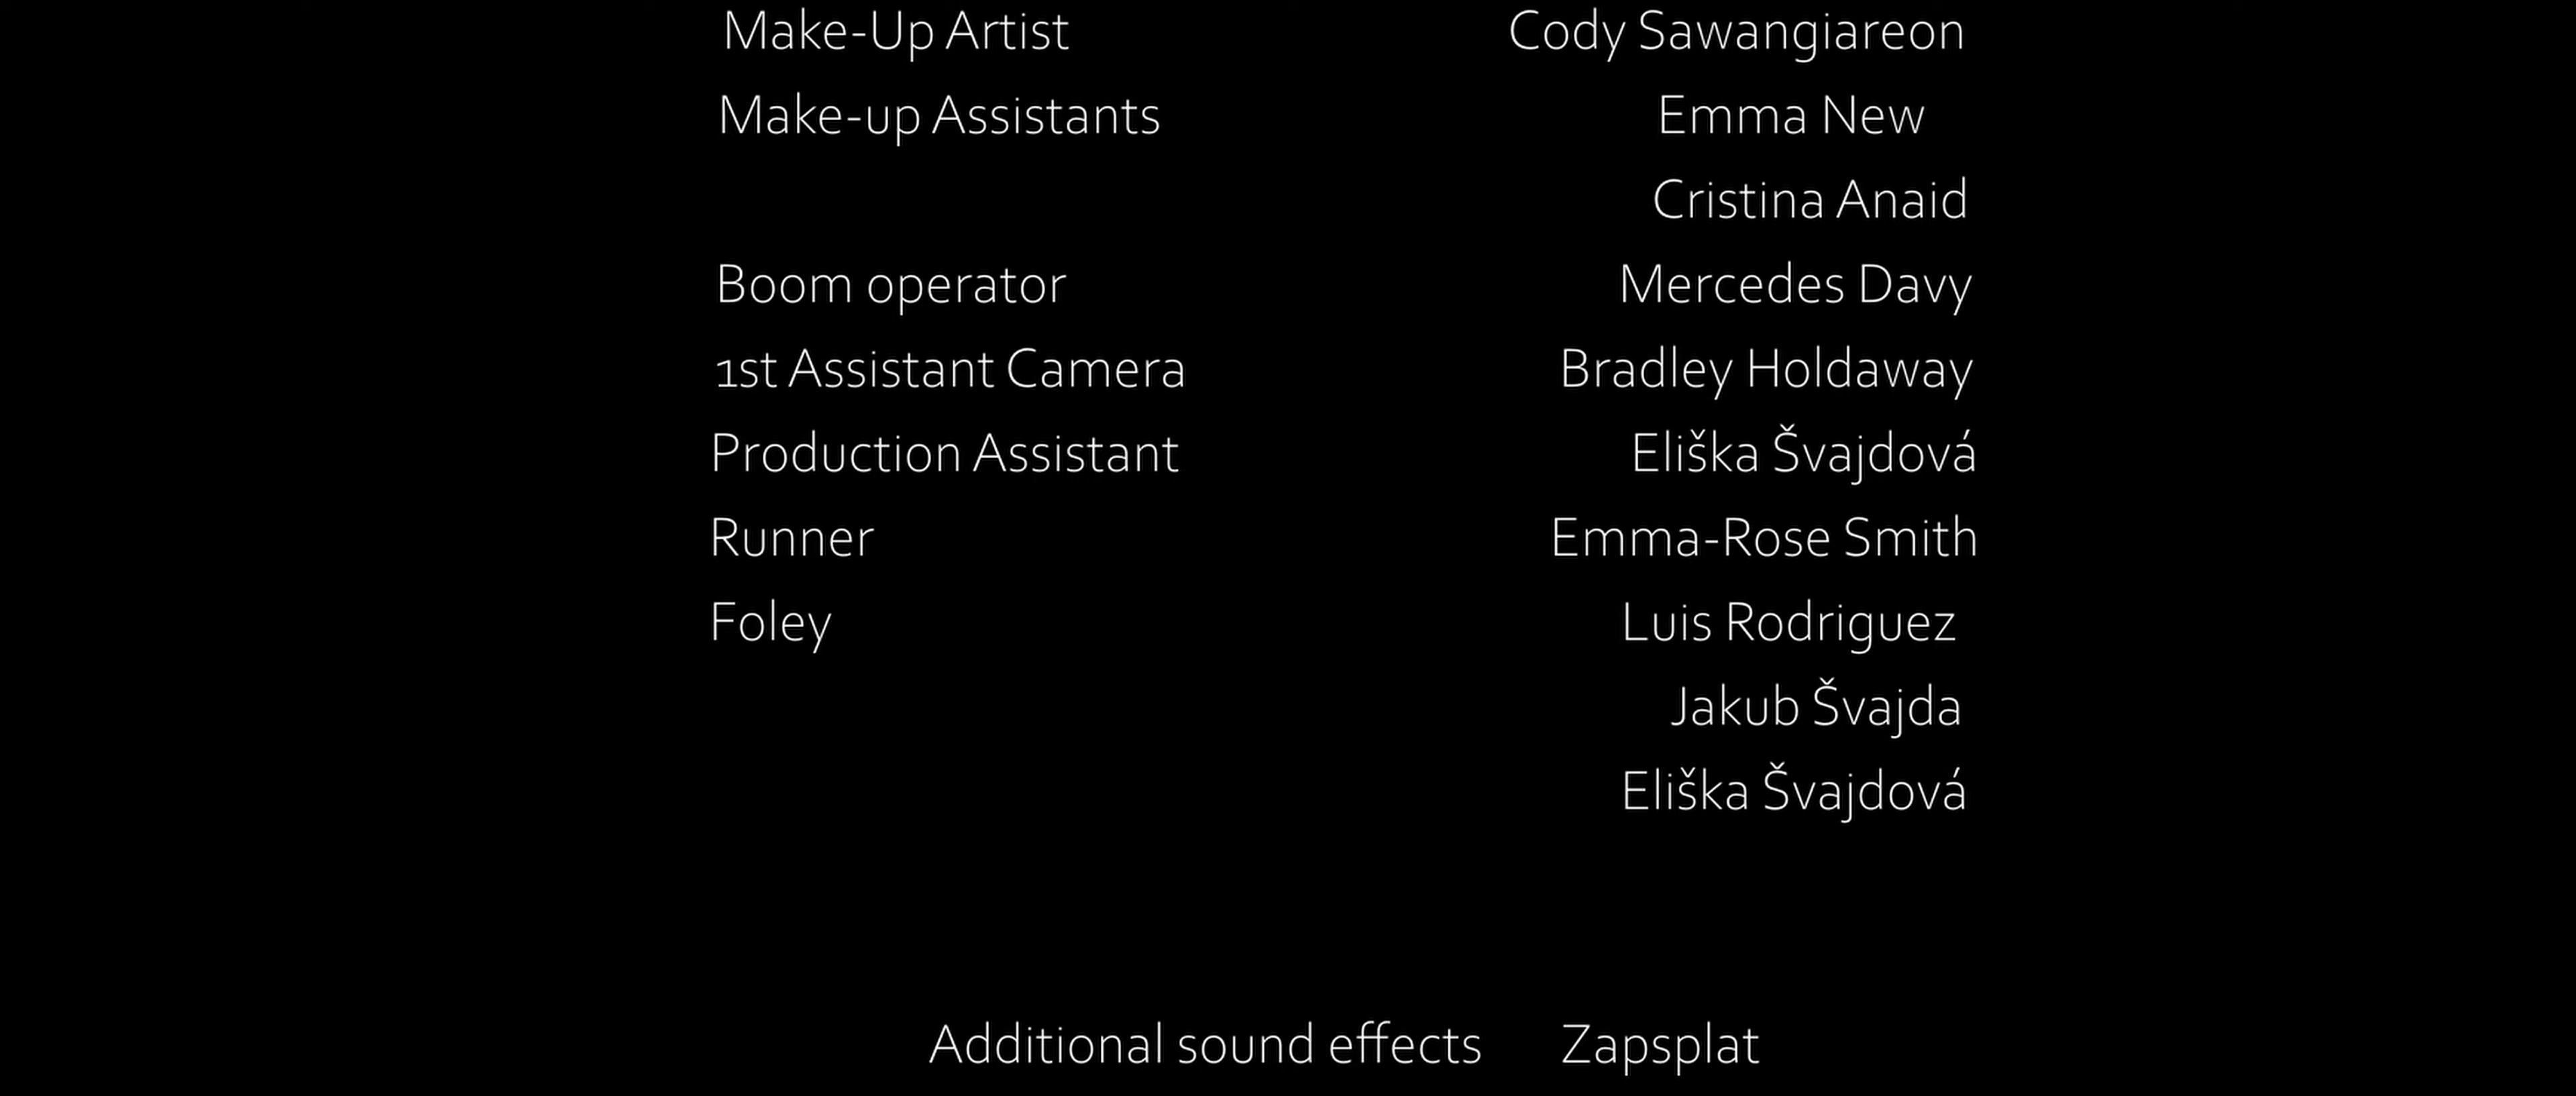 Make-Up Artist Cody Sawangiareon
Make-up Assistants Emma New
Cristina Anaid
Boom operator Mercedes Davy
1st Assistant Camera Bradley Holdaway
Production Assistant Eliška Švajdová
Runner Emma-Rose Smith
Foley Luis Rodriguez
Jakub Švajda
Eliška Švajdová
Additional sound effects Zapsplat